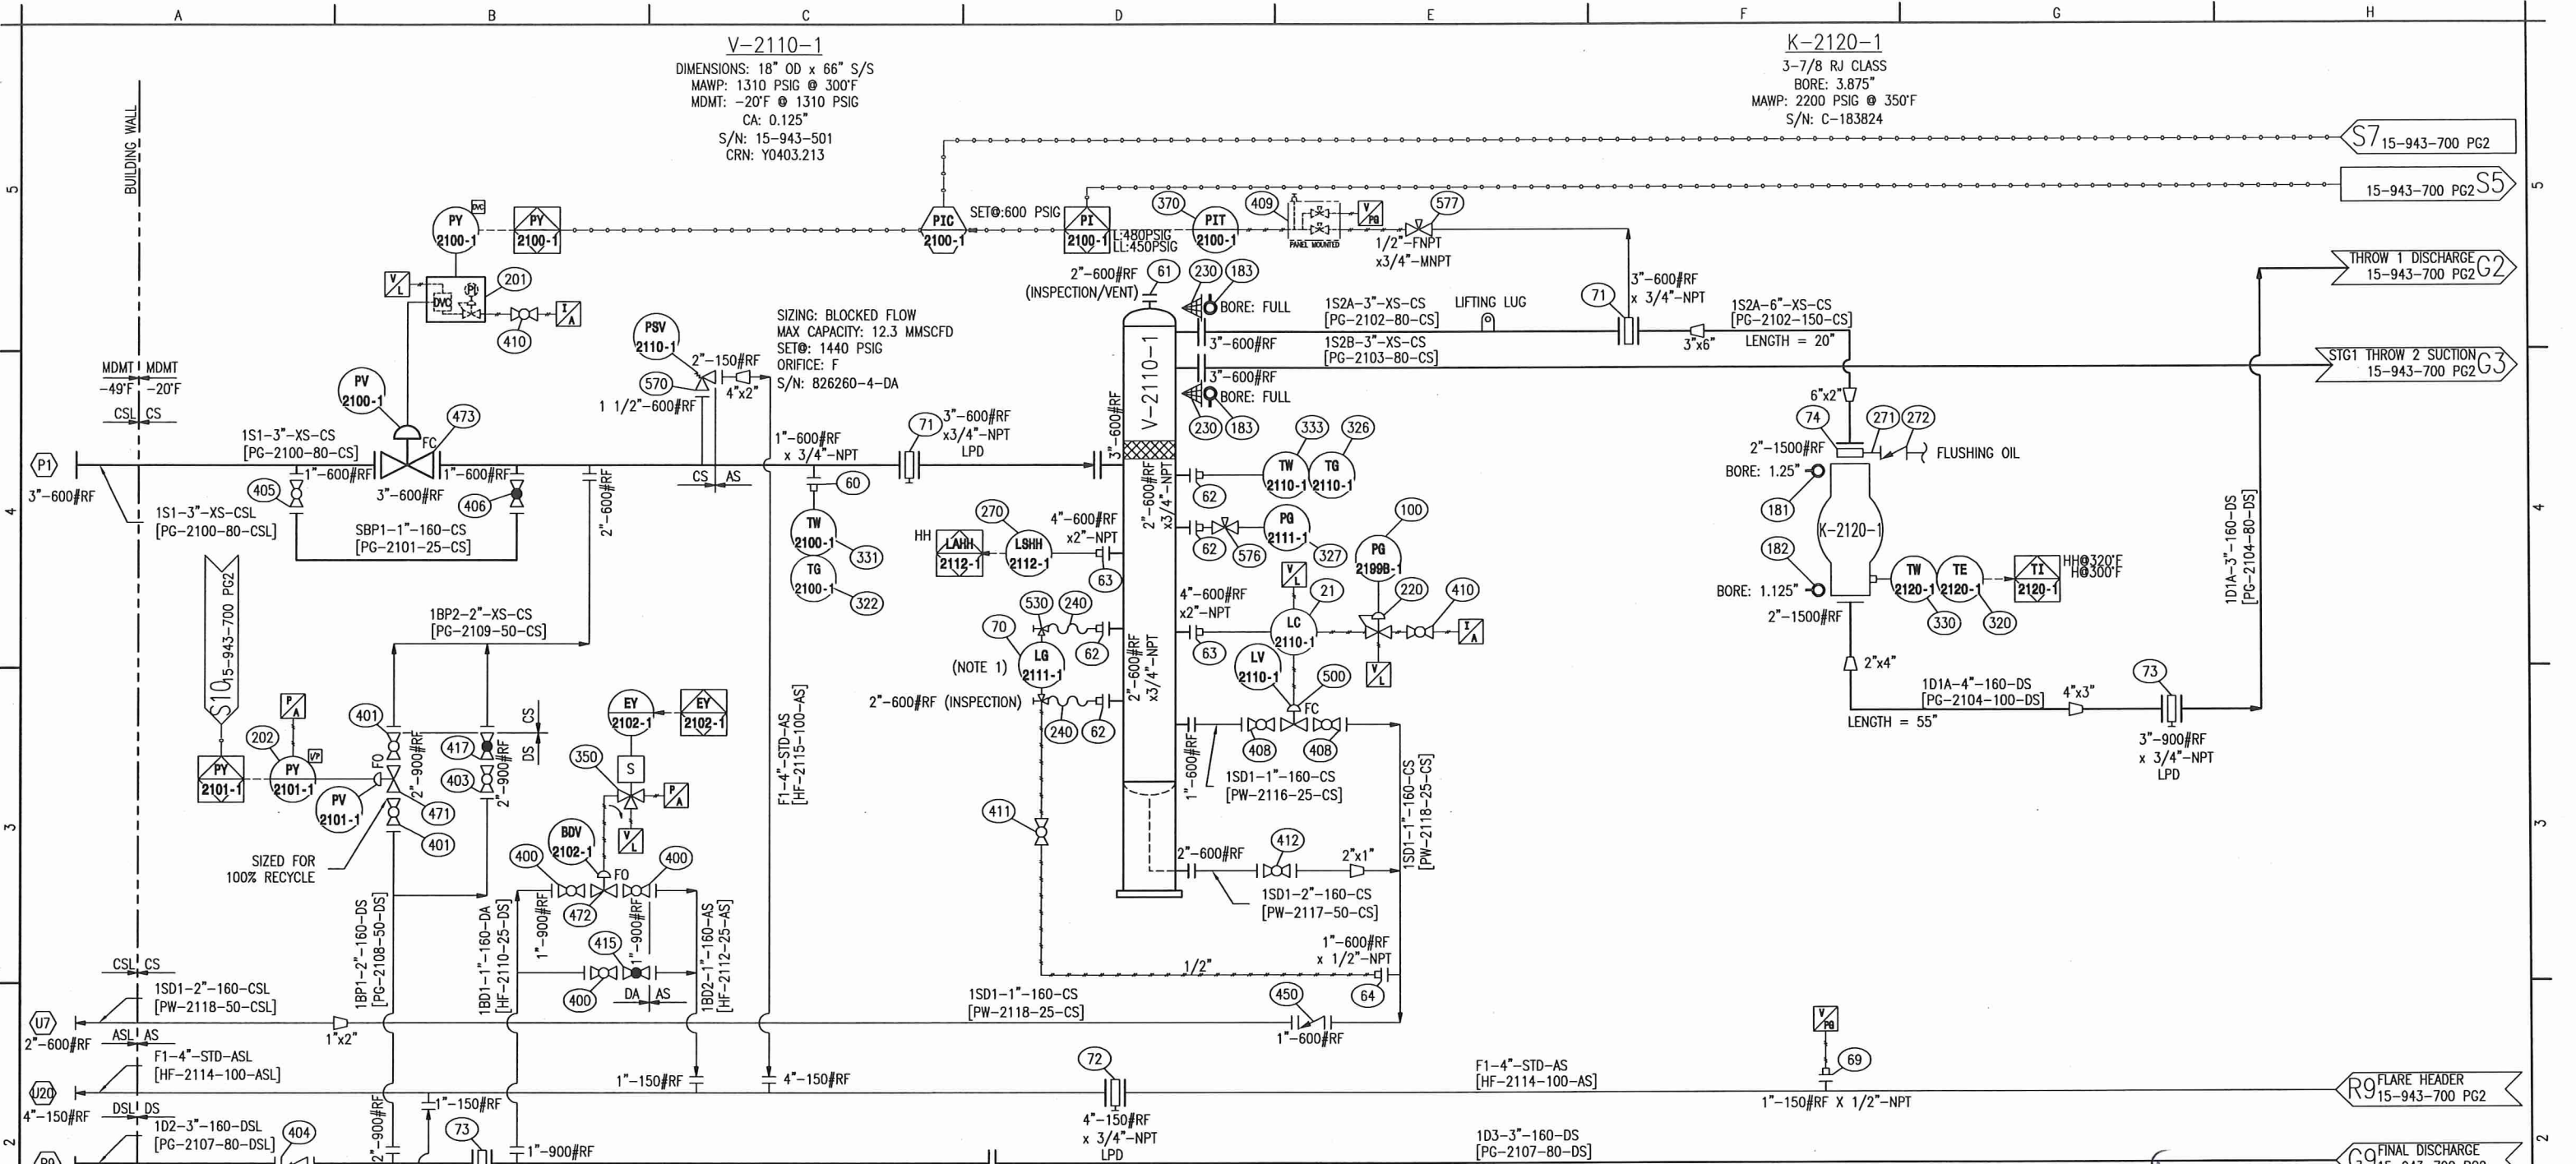 A
B
C
D
E
F
G
H
5
4
3
2
5
4
3
2
V-2110-1
DIMENSIONS: 18" OD x 66" S/S
MAWP: 1310 PSIG @ 300°F
MDMT: -20°F @ 1310 PSIG
CA: 0.125"
S/N: 15-943-501
CRN: Y0403.213
K-2120-1
3-7/8 RJ CLASS
BORE: 3.875"
MAWP: 2200 PSIG @ 350°F
S/N: C-183824
BUILDING WALL
S7 15-943-700 PG2
15-943-700 PG2 S5
THROW 1 DISCHARGE
15-943-700 PG2 G2
STG1 THROW 2 SUCTION
15-943-700 PG2 G3
PY
2100-1
DVC
PY
2100-1
PIC
2100-1
SET@:600 PSIG
PI
2100-1
L:480PSIG
LL:450PSIG
370
PIT
2100-1
409
PANEL MOUNTED
V
PG
577
1/2"-FNPT
x3/4"-MNPT
V
L
DVC
PI
201
410
I
A
2"-600#RF
(INSPECTION/VENT)
61
230
183
BORE: FULL
1S2A-3"-XS-CS
[PG-2102-80-CS]
LIFTING LUG
71
3"-600#RF
x 3/4"-NPT
1S2A-6"-XS-CS
[PG-2102-150-CS]
3"x6"
LENGTH = 20"
3"-600#RF
1S2B-3"-XS-CS
[PG-2103-80-CS]
3"-600#RF
BORE: FULL
230
183
PSV
2110-1
570
2"-150#RF
4"x2"
1 1/2"-600#RF
SIZING: BLOCKED FLOW
MAX CAPACITY: 12.3 MMSCFD
SET@: 1440 PSIG
ORIFICE: F
S/N: 826260-4-DA
MDMT
MDMT
-49°F
-20°F
CSL
CS
PV
2100-1
473
FC
1S1-3"-XS-CS
[PG-2100-80-CS]
P1
3"-600#RF
1"-600#RF
3"-600#RF
1"-600#RF
405
406
1S1-3"-XS-CSL
[PG-2100-80-CSL]
SBP1-1"-160-CS
[PG-2101-25-CS]
2"-600#RF
CS
AS
1"-600#RF
x 3/4"-NPT
60
TW
2100-1
331
TG
2100-1
322
71
3"-600#RF
x3/4"-NPT
LPD
3"-600#RF
V-2110-1
2"-600#RF
x3/4"-NPT
62
333
TW
2110-1
326
TG
2110-1
62
576
PG
2111-1
327
HH
LAHH
2112-1
270
LSHH
2112-1
4"-600#RF
x2"-NPT
63
100
PG
2199B-1
V
L
21
220
410
4"-600#RF
x2"-NPT
63
LC
2110-1
I
A
V
L
LV
2110-1
500
FC
408
408
530
240
62
70
LG
2111-1
(NOTE 1)
2"-600#RF (INSPECTION)
240
62
2"-600#RF
x3/4"-NPT
1"-600#RF
1SD1-1"-160-CS
[PW-2116-25-CS]
1SD1-1"-160-CS
[PW-2118-25-CS]
411
2"-600#RF
412
2"x1"
1SD1-2"-160-CS
[PW-2117-50-CS]
1"-600#RF
x 1/2"-NPT
64
1/2"
450
1"-600#RF
1SD1-1"-160-CS
[PW-2118-25-CS]
6"x2"
74
271
272
2"-1500#RF
FLUSHING OIL
BORE: 1.25"
181
K-2120-1
182
BORE: 1.125"
2"-1500#RF
TW
2120-1
TE
2120-1
TI
2120-1
HH@320°F
H@300°F
330
320
2"x4"
1D1A-4"-160-DS
[PG-2104-100-DS]
LENGTH = 55"
4"x3"
73
3"-900#RF
x 3/4"-NPT
LPD
1D1A-3"-160-DS
[PG-2104-80-DS]
S10 15-943-700 PG2
1BP2-2"-XS-CS
[PG-2109-50-CS]
P
A
202
PY
2101-1
PY
2101-1
VP
401
FO
PV
2101-1
471
401
2"-900#RF
417
403
2"-900#RF
CS
DS
SIZED FOR
100% RECYCLE
1BP1-2"-160-DS
[PG-2108-50-DS]
EY
2102-1
EY
2102-1
350
S
P
A
V
L
BDV
2102-1
400
FO
400
472
1"-900#RF
415
1"-900#RF
400
DA
AS
1BD1-1"-160-DA
[HF-2110-25-DS]
1BD2-1"-160-AS
[HF-2112-25-AS]
F1-4"-STD-AS
[HF-2115-100-AS]
CSL
CS
1SD1-2"-160-CSL
[PW-2118-50-CSL]
U7
2"-600#RF
1"x2"
ASL
AS
F1-4"-STD-ASL
[HF-2114-100-ASL]
U20
4"-150#RF
DSL
DS
1D2-3"-160-DSL
[PG-2107-80-DSL]
404
2"-900#RF
1"-150#RF
73
1"-900#RF
1"-150#RF
4"-150#RF
72
4"-150#RF
x 3/4"-NPT
LPD
F1-4"-STD-AS
[HF-2114-100-AS]
V
PG
69
1"-150#RF X 1/2"-NPT
R9 FLARE HEADER
15-943-700 PG2
1D3-3"-160-DS
[PG-2107-80-DS]
G9 FINAL DISCHARGE